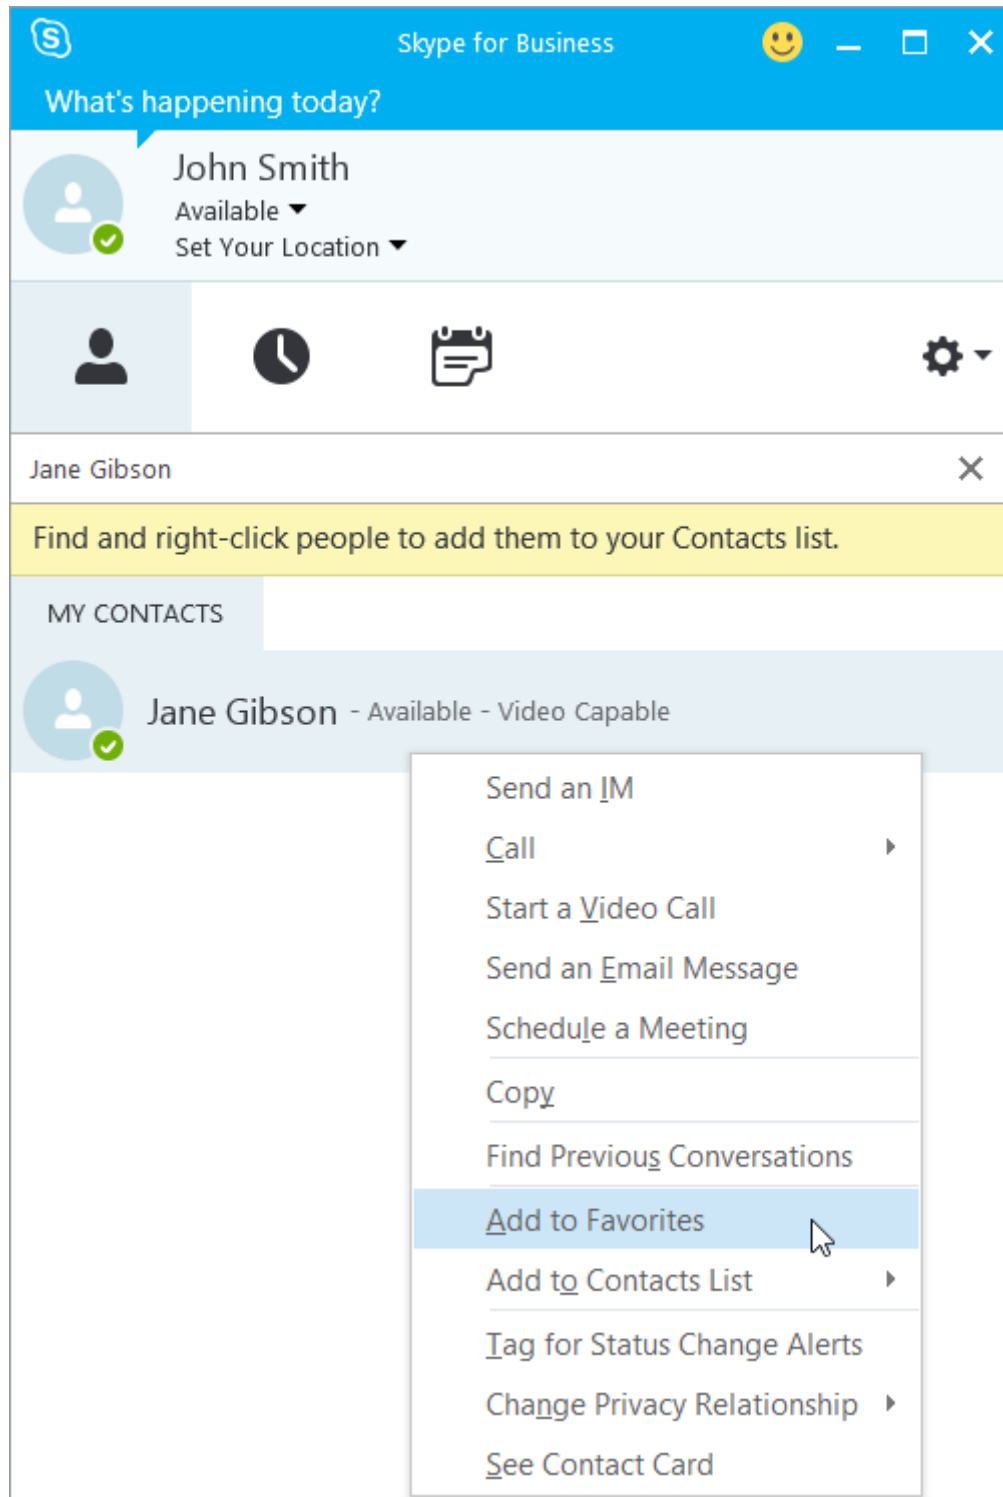 Skype for Business
What's happening today?
John Smith
Available
Set Your Location
Jane Gibson
Find and right-click people to add them to your Contacts list.
MY CONTACTS
Jane Gibson - Available - Video Capable
Send an IM
Call
Start a Video Call
Send an Email Message
Schedule a Meeting
Copy
Find Previous Conversations
Add to Favorites
Add to Contacts List
Tag for Status Change Alerts
Change Privacy Relationship
See Contact Card